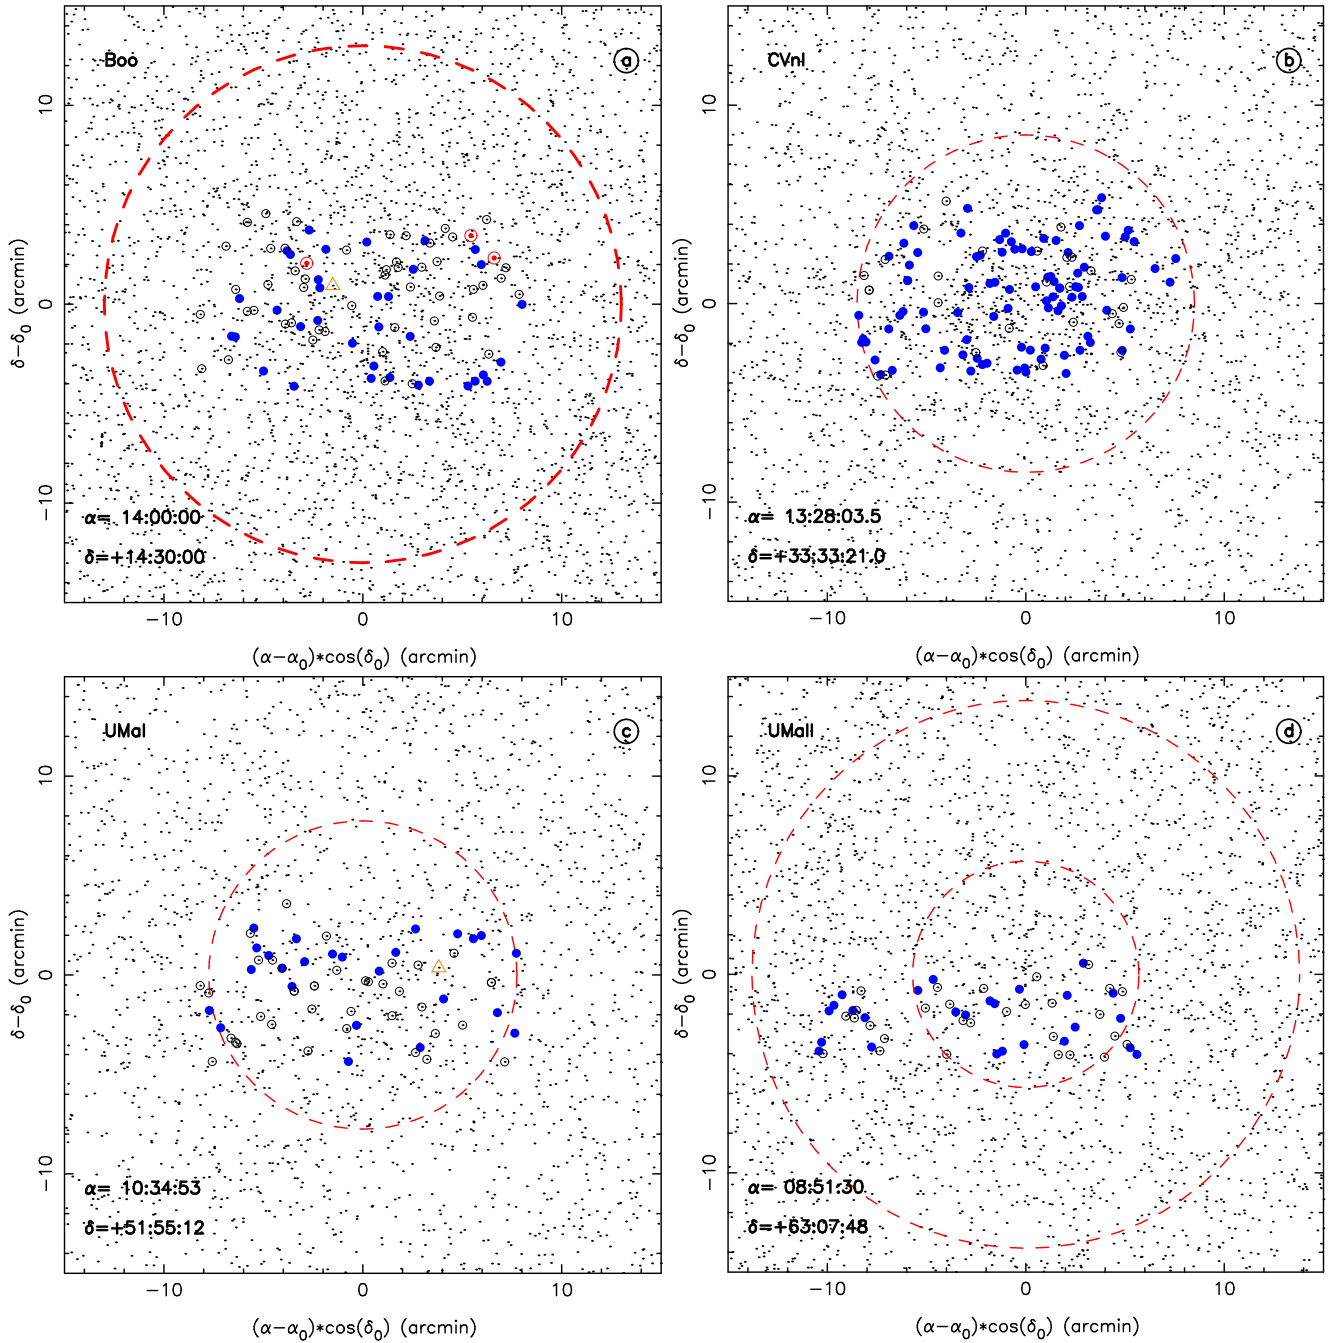 Boo
a
10
0
−10
δ−δ₀ (arcmin)
α= 14:00:00
δ=+14:30:00
−10 0 10
(α−α₀)*cos(δ₀) (arcmin)
CVnI
b
10
0
−10
δ−δ₀ (arcmin)
α= 13:28:03.5
δ=+33:33:21.0
−10 0 10
(α−α₀)*cos(δ₀) (arcmin)
UMaI
c
10
0
−10
δ−δ₀ (arcmin)
α= 10:34:53
δ=+51:55:12
−10 0 10
(α−α₀)*cos(δ₀) (arcmin)
UMaII
d
10
0
−10
δ−δ₀ (arcmin)
α= 08:51:30
δ=+63:07:48
−10 0 10
(α−α₀)*cos(δ₀) (arcmin)